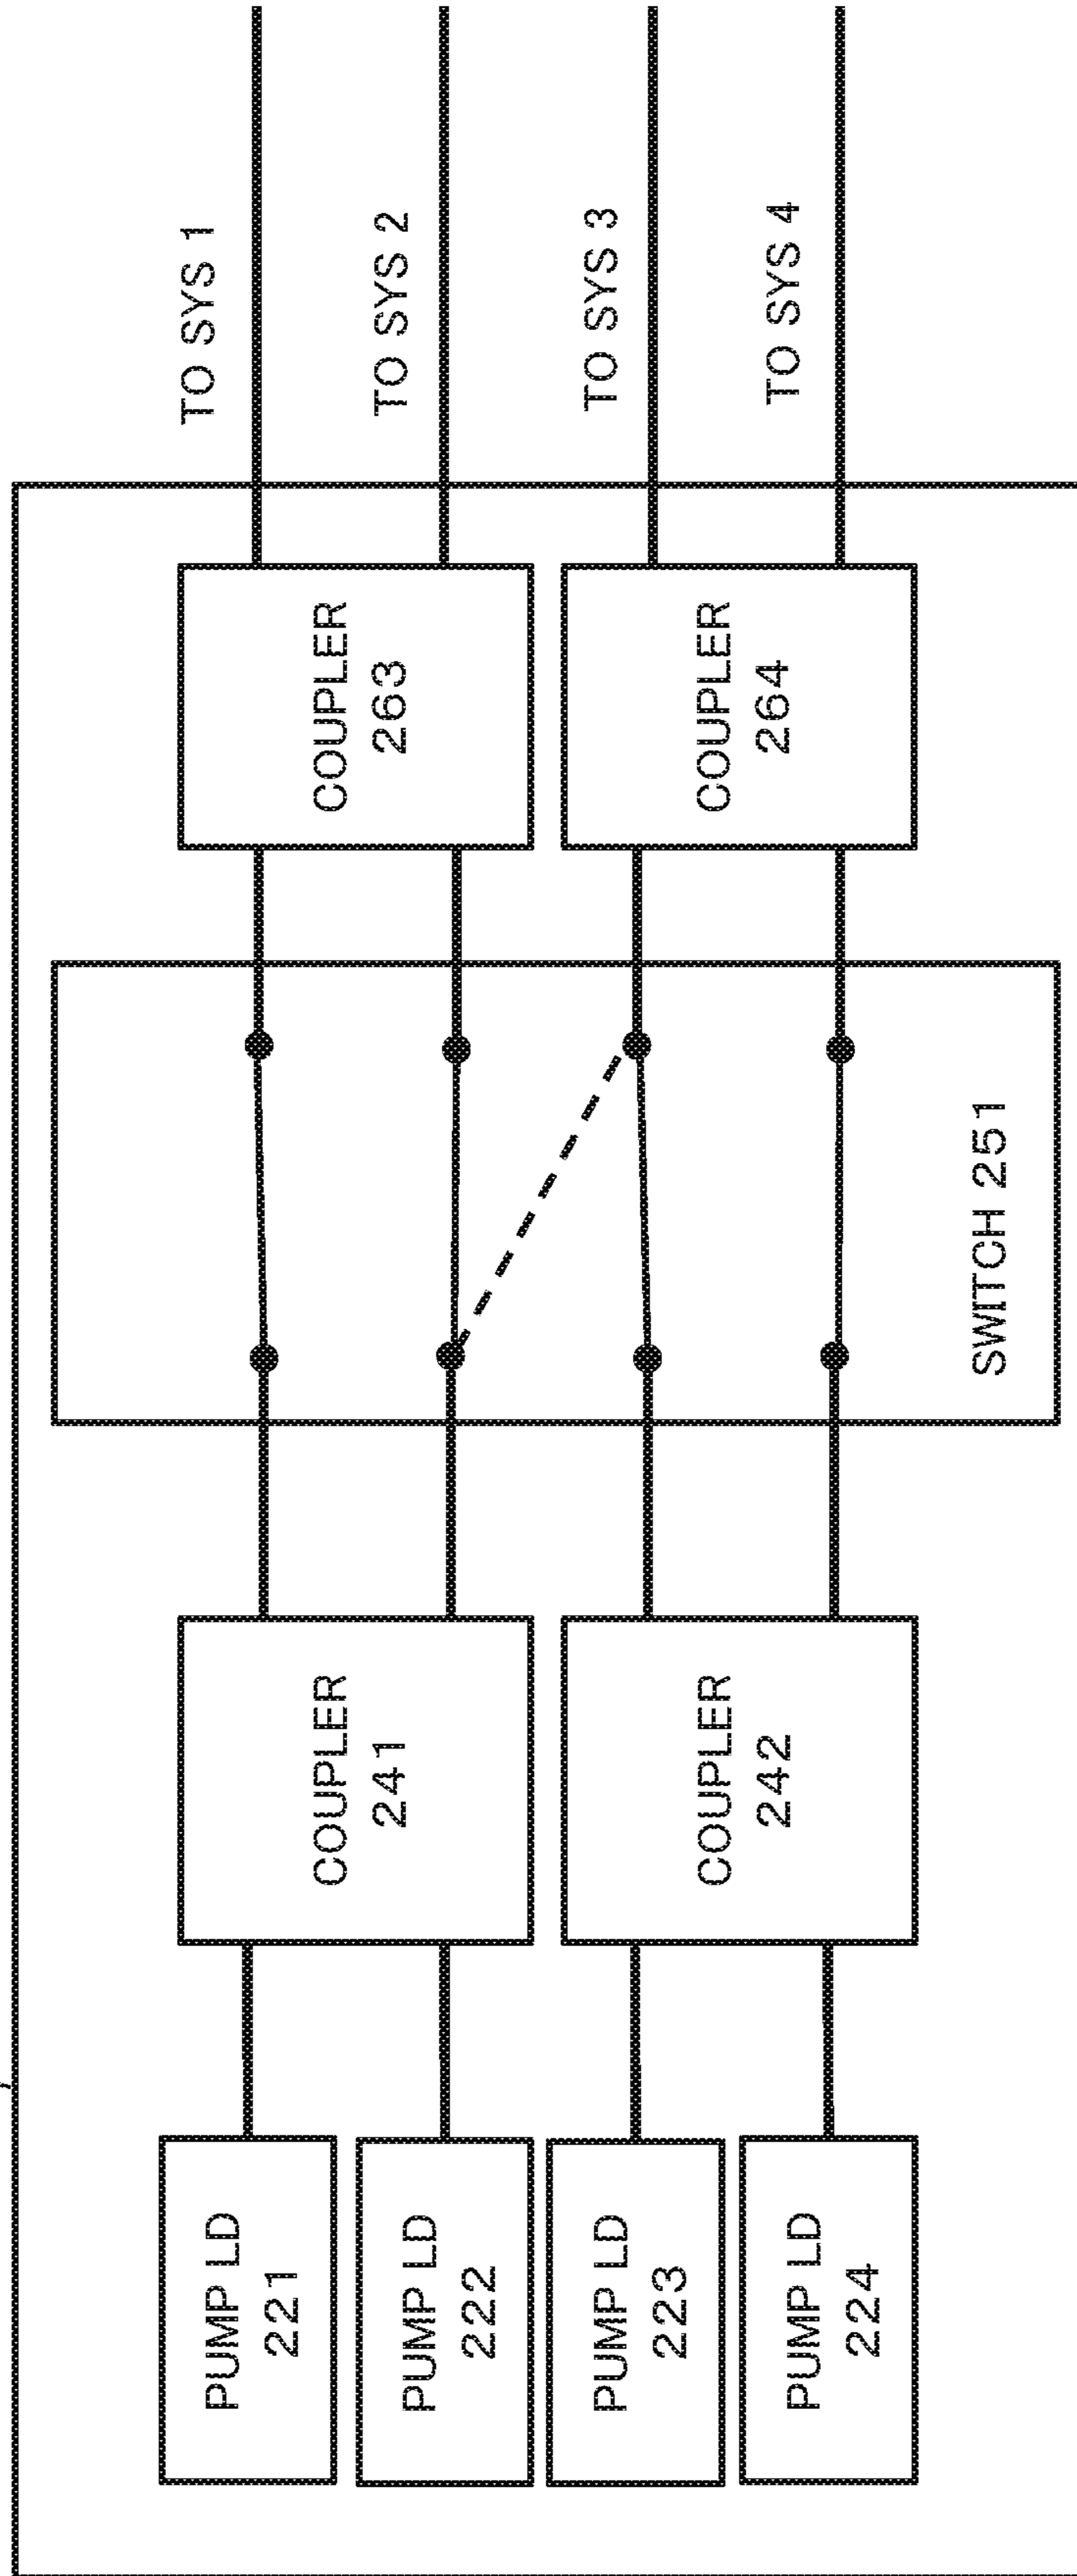 PUMP LD
221
PUMP LD
222
PUMP LD
223
PUMP LD
224
COUPLER
241
COUPLER
242
SWITCH 251
COUPLER
263
COUPLER
264
TO SYS 1
TO SYS 2
TO SYS 3
TO SYS 4